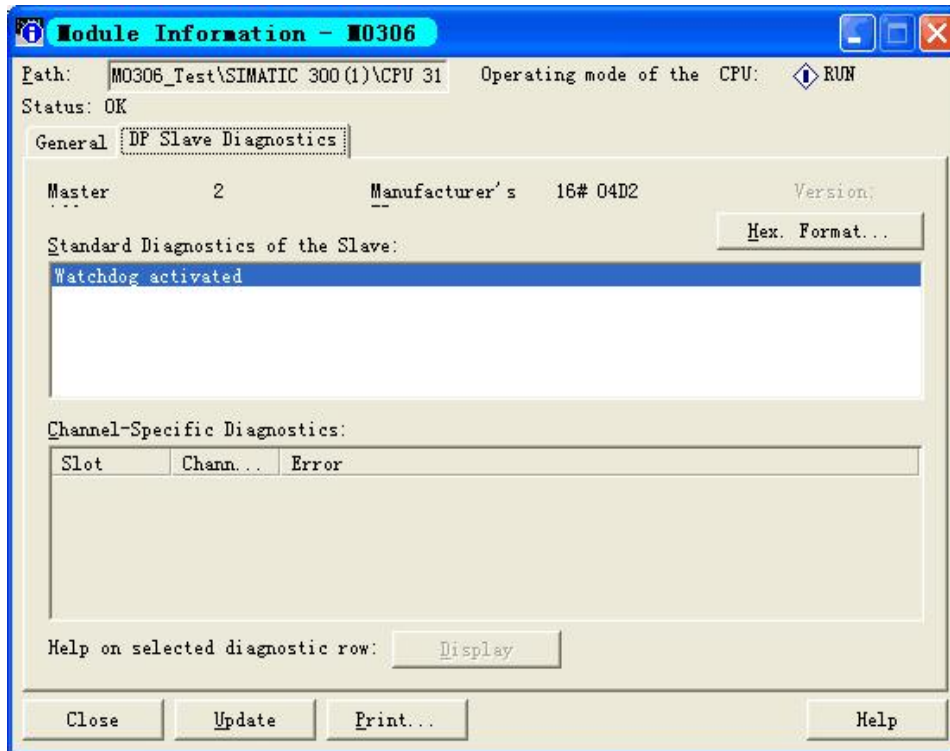 Module Information - M0306
Path: M0306_Test\SIMATIC 300(1)\CPU 31 Operating mode of the CPU: RUN
Status: OK
General DP Slave Diagnostics
Master 2 Manufacturer's 16# 04D2 Version:
Hex. Format...
Standard Diagnostics of the Slave:
Watchdog activated
Channel-Specific Diagnostics:
Slot Chann... Error
Help on selected diagnostic row: Display
Close Update Print... Help